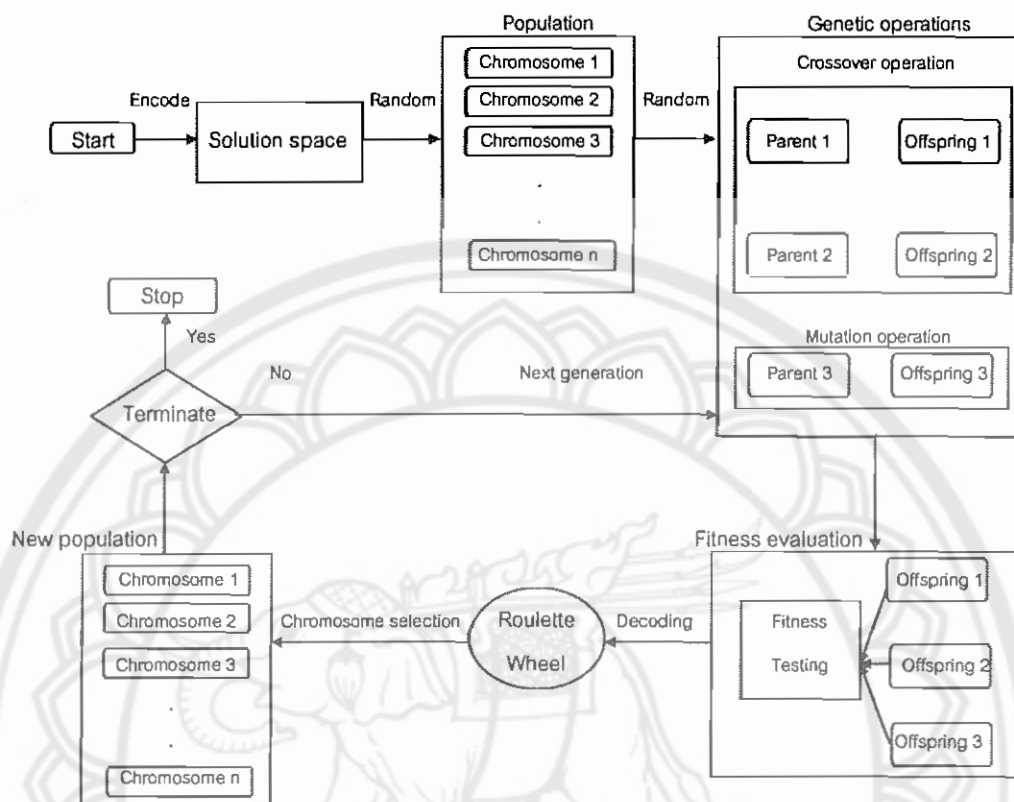 Population
Genetic operations
Chromosome 1
Crossover operation
Encode
Random
Chromosome 2
Random
Start
Solution space
Chromosome 3
Parent 1
Offspring 1
.
.
Chromosome n
Parent 2
Offspring 2
Stop
Yes
Mutation operation
No
Next generation
Parent 3
Offspring 3
Terminate
New population
Fitness evaluation
Chromosome 1
Offspring 1
Chromosome 2
Chromosome selection
Roulette
Wheel
Decoding
Fitness
Testing
Chromosome 3
Offspring 2
.
Offspring 3
Chromosome n